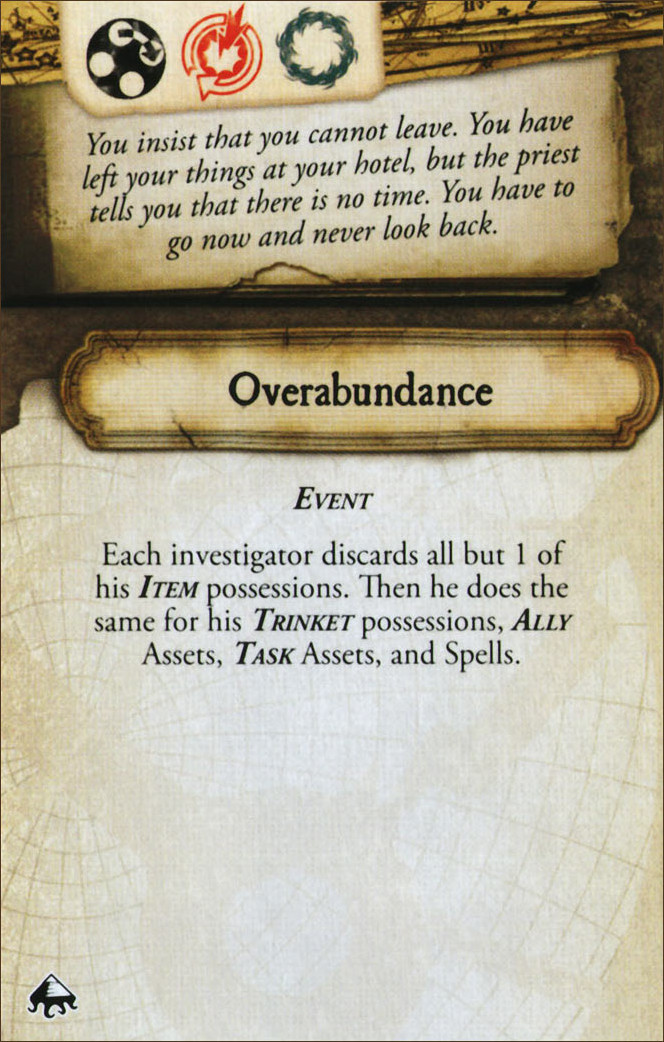 You insist that you cannot leave. You have
left your things at your hotel, but the priest
tells you that there is no time. You have to
go now and never look back.
Overabundance
EVENT
Each investigator discards all but 1 of
his ITEM possessions. Then he does the
same for his TRINKET possessions, ALLY
Assets, TASK Assets, and Spells.